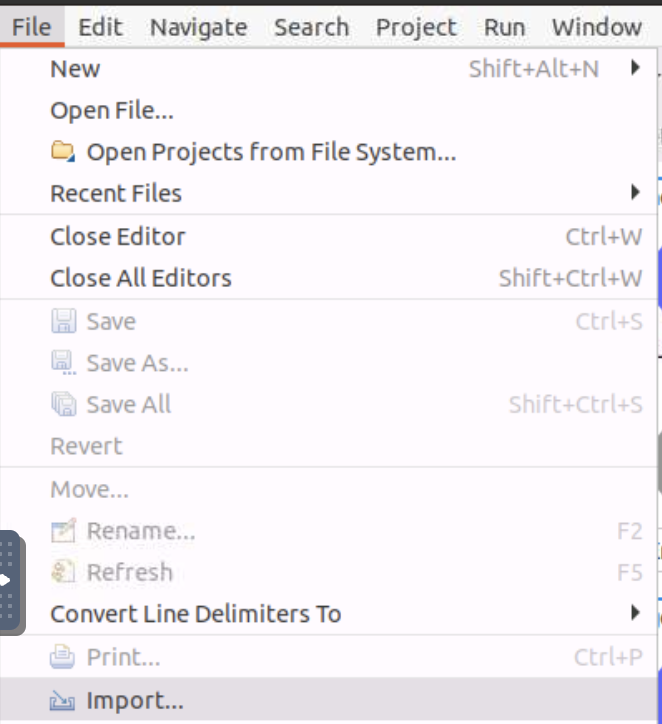 File Edit Navigate Search Project Run Window
New Shift+Alt+N
Open File...
Open Projects from File System...
Recent Files
Close Editor Ctrl+W
Close All Editors Shift+Ctrl+W
Save Ctrl+S
Save As...
Save All Shift+Ctrl+S
Revert
Move...
Rename... F2
Refresh F5
Convert Line Delimiters To
Print... Ctrl+P
Import...